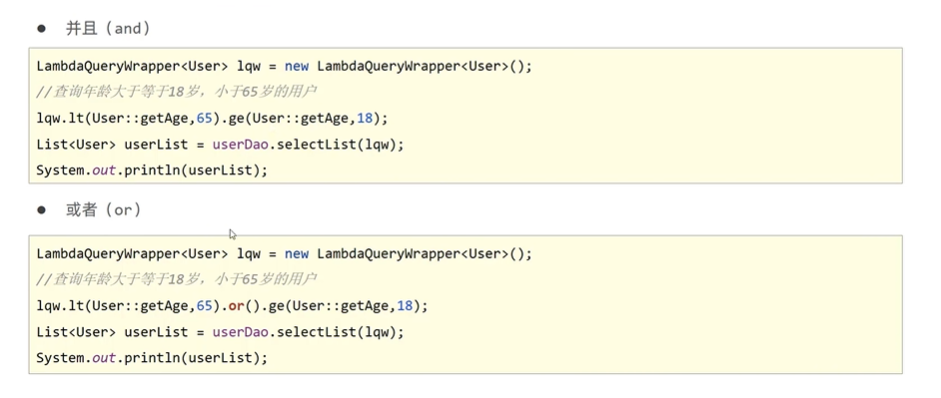 ● 并且（and）
LambdaQueryWrapper<User> lqw = new LambdaQueryWrapper<User>();
//查询年龄大于等于18岁，小于65岁的用户
lqw.lt(User::getAge,65).ge(User::getAge,18);
List<User> userList = userDao.selectList(lqw);
System.out.println(userList);
● 或者（or）
LambdaQueryWrapper<User> lqw = new LambdaQueryWrapper<User>();
//查询年龄大于等于18岁，小于65岁的用户
lqw.lt(User::getAge,65).or().ge(User::getAge,18);
List<User> userList = userDao.selectList(lqw);
System.out.println(userList);